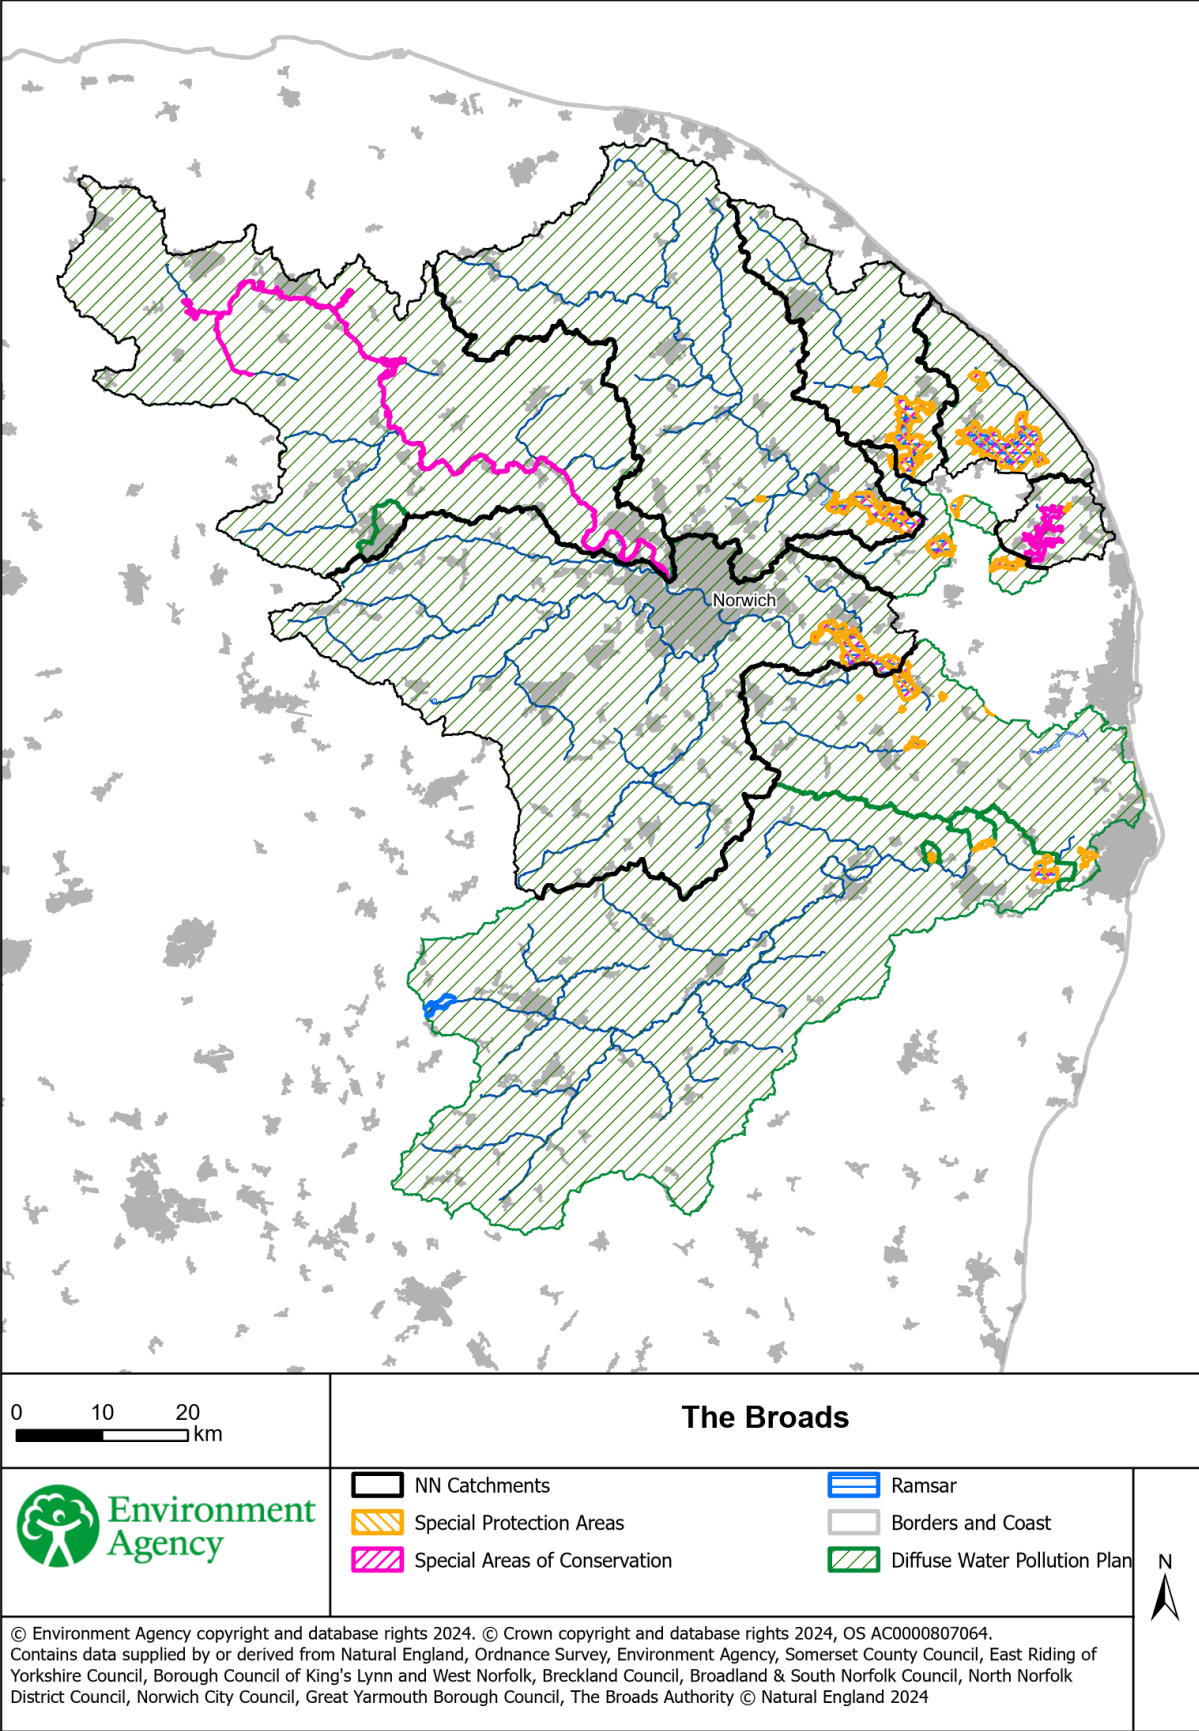 Norwich
0 10 20
km
The Broads
Environment
Agency
NN Catchments
Special Protection Areas
Special Areas of Conservation
Ramsar
Borders and Coast
Diffuse Water Pollution Plan
N
© Environment Agency copyright and database rights 2024. © Crown copyright and database rights 2024, OS AC0000807064.
Contains data supplied by or derived from Natural England, Ordnance Survey, Environment Agency, Somerset County Council, East Riding of
Yorkshire Council, Borough Council of King's Lynn and West Norfolk, Breckland Council, Broadland & South Norfolk Council, North Norfolk
District Council, Norwich City Council, Great Yarmouth Borough Council, The Broads Authority © Natural England 2024